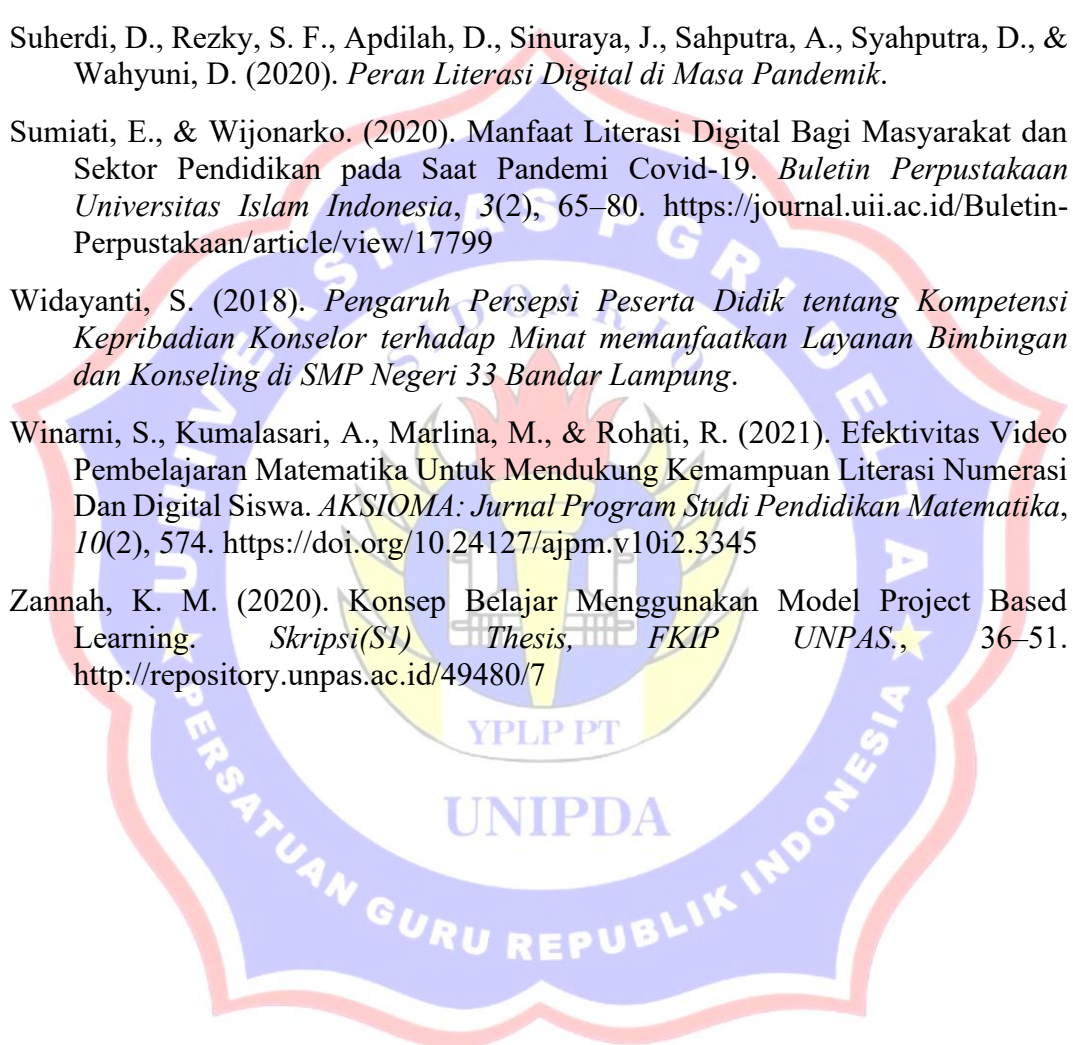 Suherdi, D., Rezky, S. F., Apdilah, D., Sinuraya, J., Sahputra, A., Syahputra, D., &
Wahyuni, D. (2020). Peran Literasi Digital di Masa Pandemik.
Sumiati, E., & Wijonarko. (2020). Manfaat Literasi Digital Bagi Masyarakat dan
Sektor Pendidikan pada Saat Pandemi Covid-19. Buletin Perpustakaan
Universitas Islam Indonesia, 3(2), 65–80. https://journal.uii.ac.id/Buletin-
Perpustakaan/article/view/17799
Widayanti, S. (2018). Pengaruh Persepsi Peserta Didik tentang Kompetensi
Kepribadian Konselor terhadap Minat memanfaatkan Layanan Bimbingan
dan Konseling di SMP Negeri 33 Bandar Lampung.
Winarni, S., Kumalasari, A., Marlina, M., & Rohati, R. (2021). Efektivitas Video
Pembelajaran Matematika Untuk Mendukung Kemampuan Literasi Numerasi
Dan Digital Siswa. AKSIOMA: Jurnal Program Studi Pendidikan Matematika,
10(2), 574. https://doi.org/10.24127/ajpm.v10i2.3345
Zannah, K. M. (2020). Konsep Belajar Menggunakan Model Project Based
Learning. Skripsi(S1) Thesis, FKIP UNPAS., 36–51.
http://repository.unpas.ac.id/49480/7
UNIVERSITAS PGRI DELTA
SIDOARJO
YPLP PT
UNIPDA
PERSATUAN GURU REPUBLIK INDONESIA